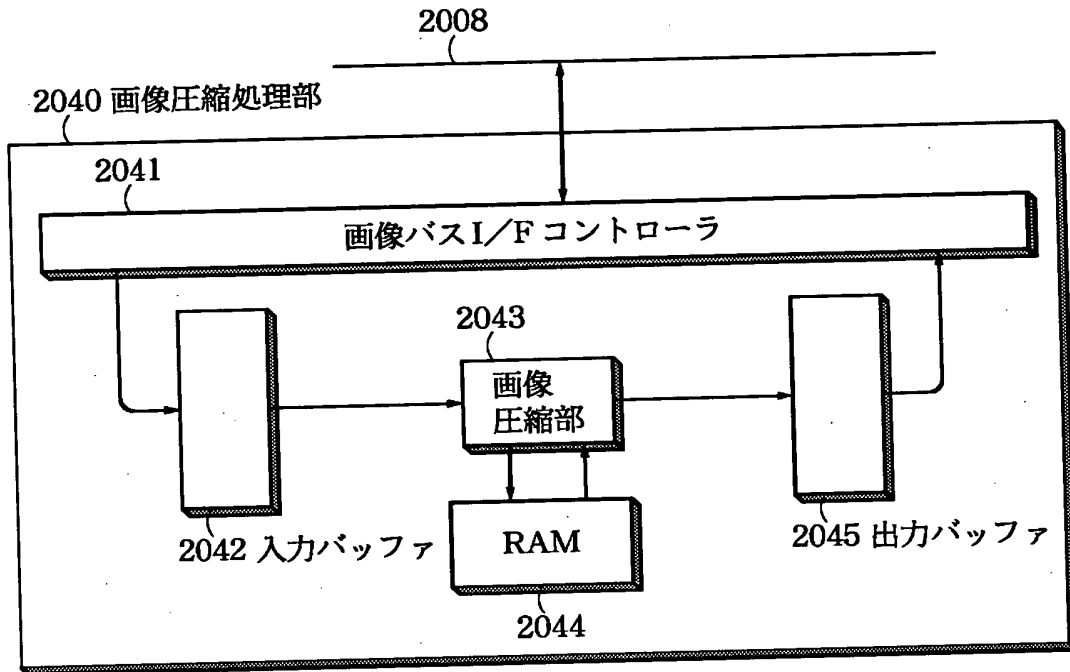 2008
2040 画像圧縮処理部
2041
画像バスI/Fコントローラ
2043
画像
圧縮部
2042 入力バッファ
RAM
2045 出力バッファ
2044